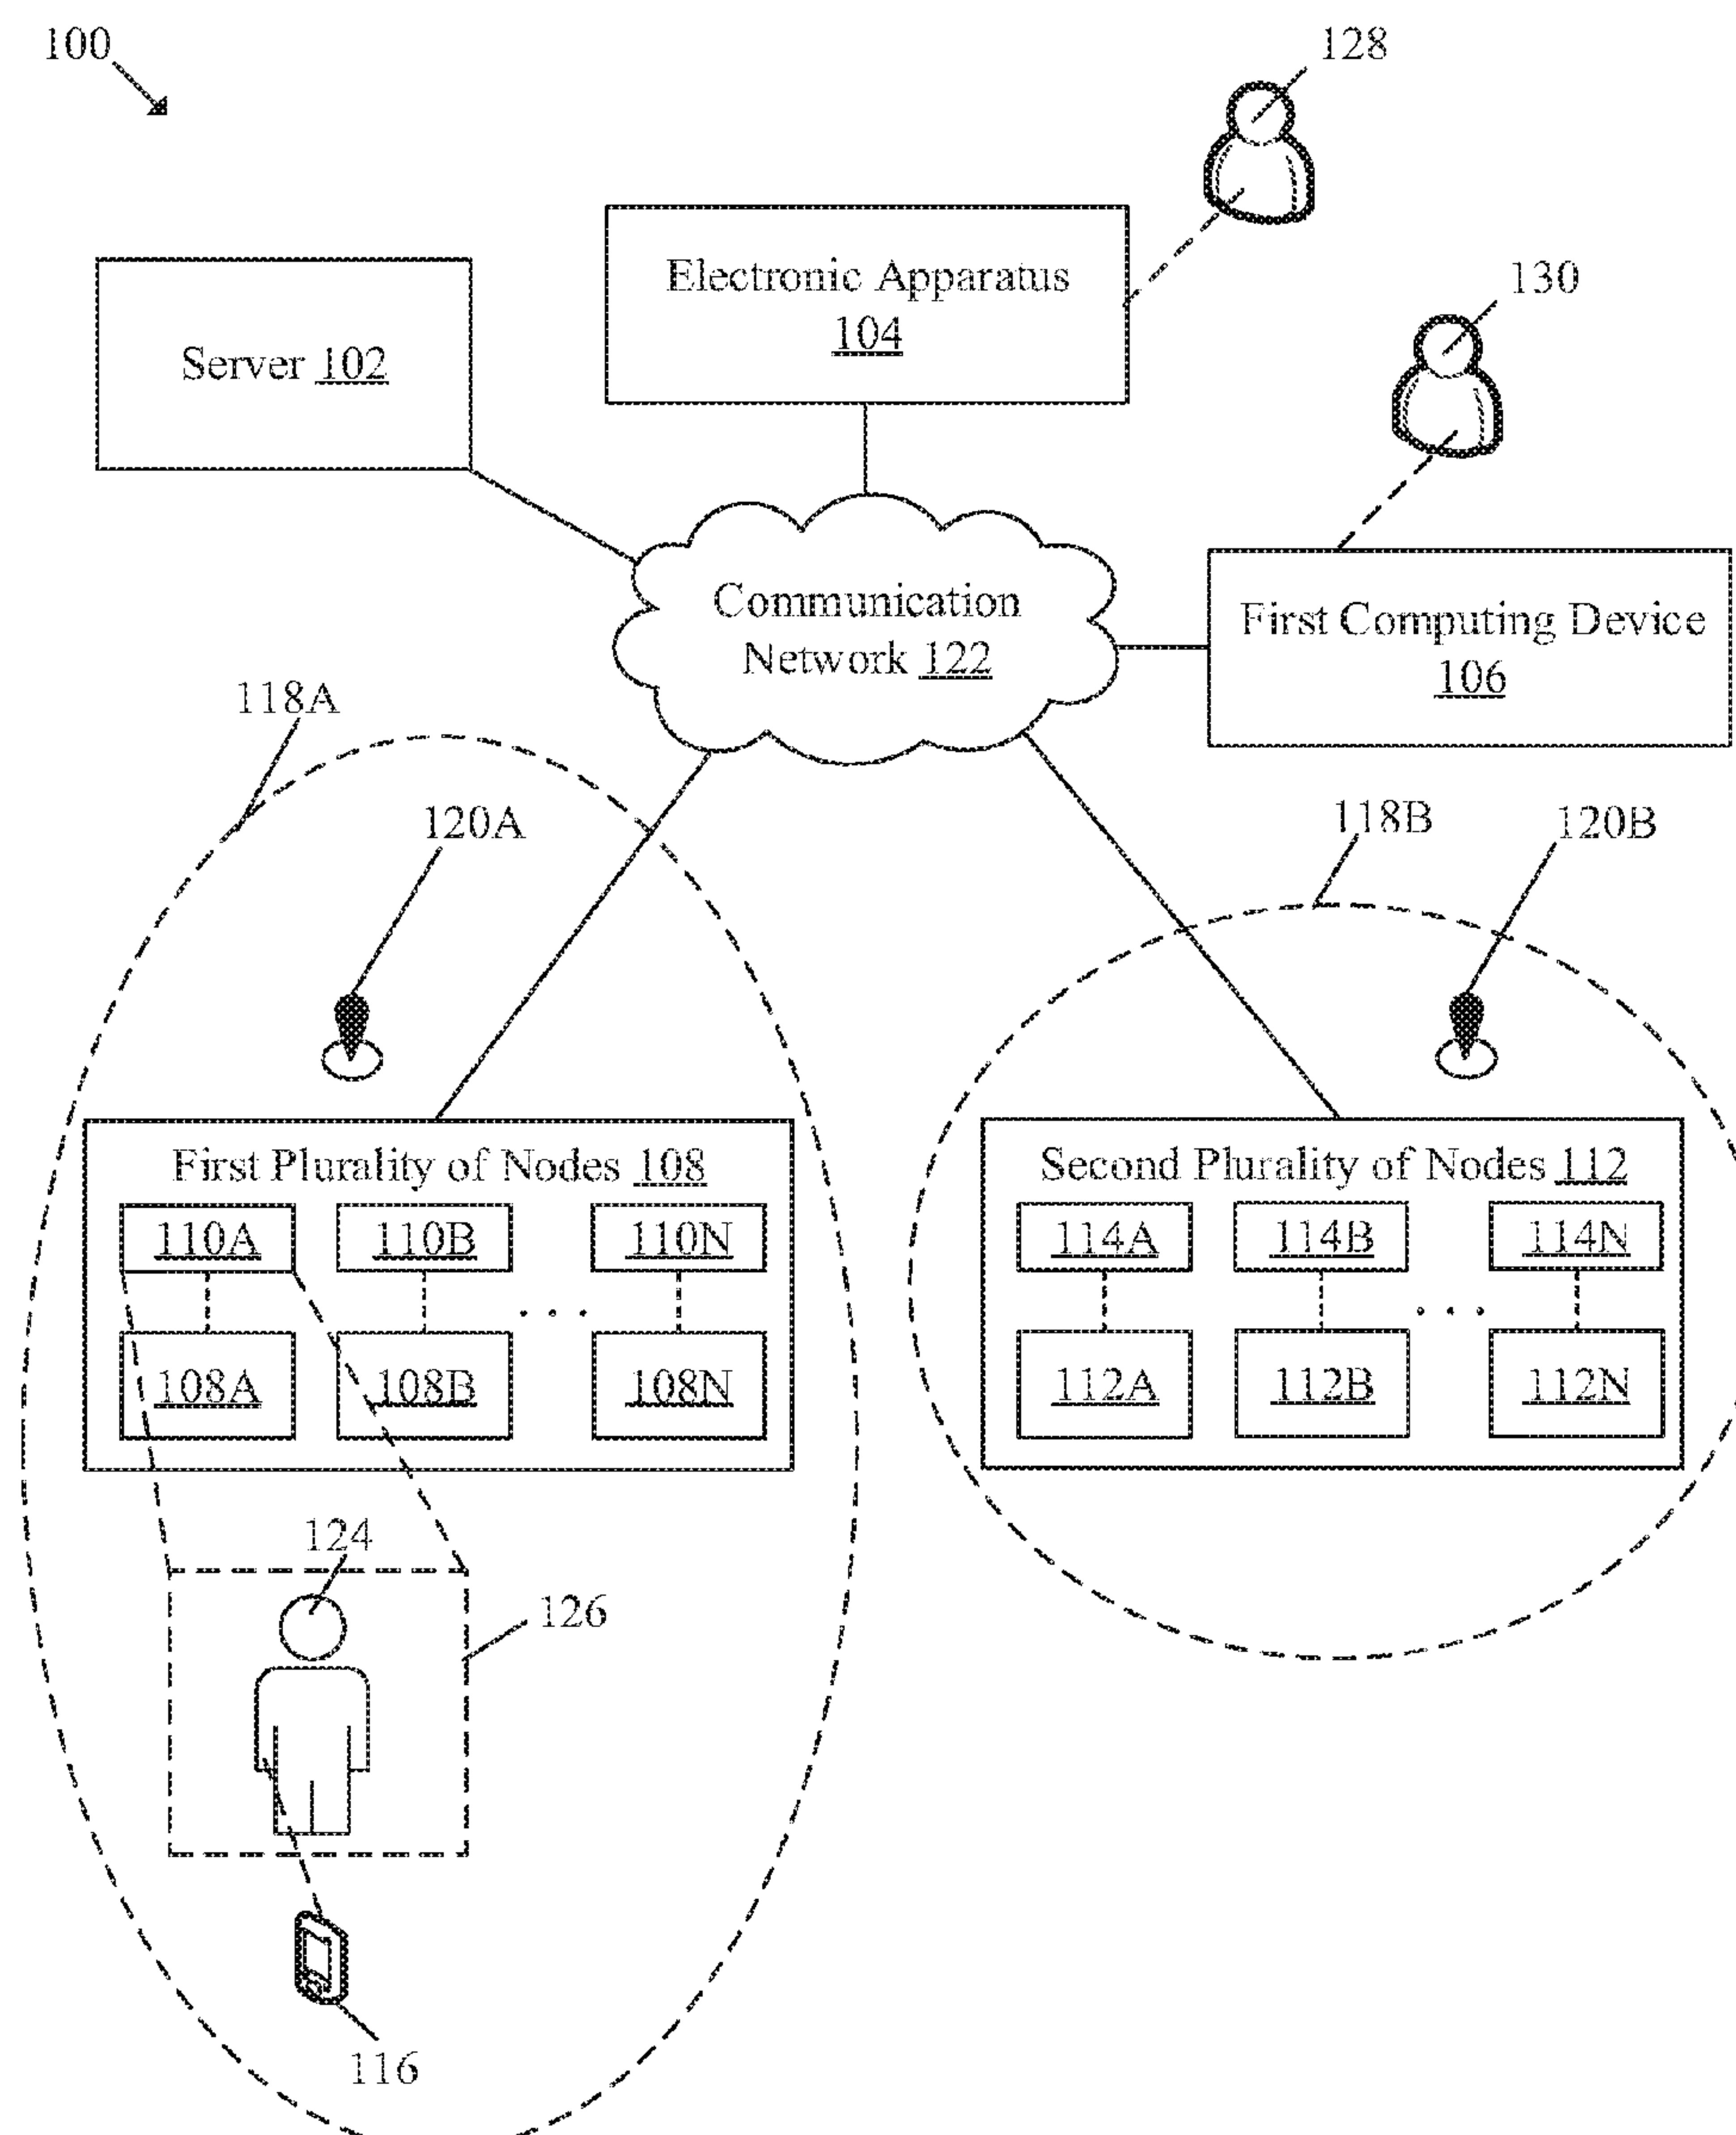 100
128
Electronic Apparatus
104
130
Server 102
Communication
Network 122
First Computing Device
106
118A
120A
118B
120B
First Plurality of Nodes 108
110A 110B 110N
. . .
108A 108B 108N
Second Plurality of Nodes 112
114A 114B 114N
. . .
112A 112B 112N
124
126
116